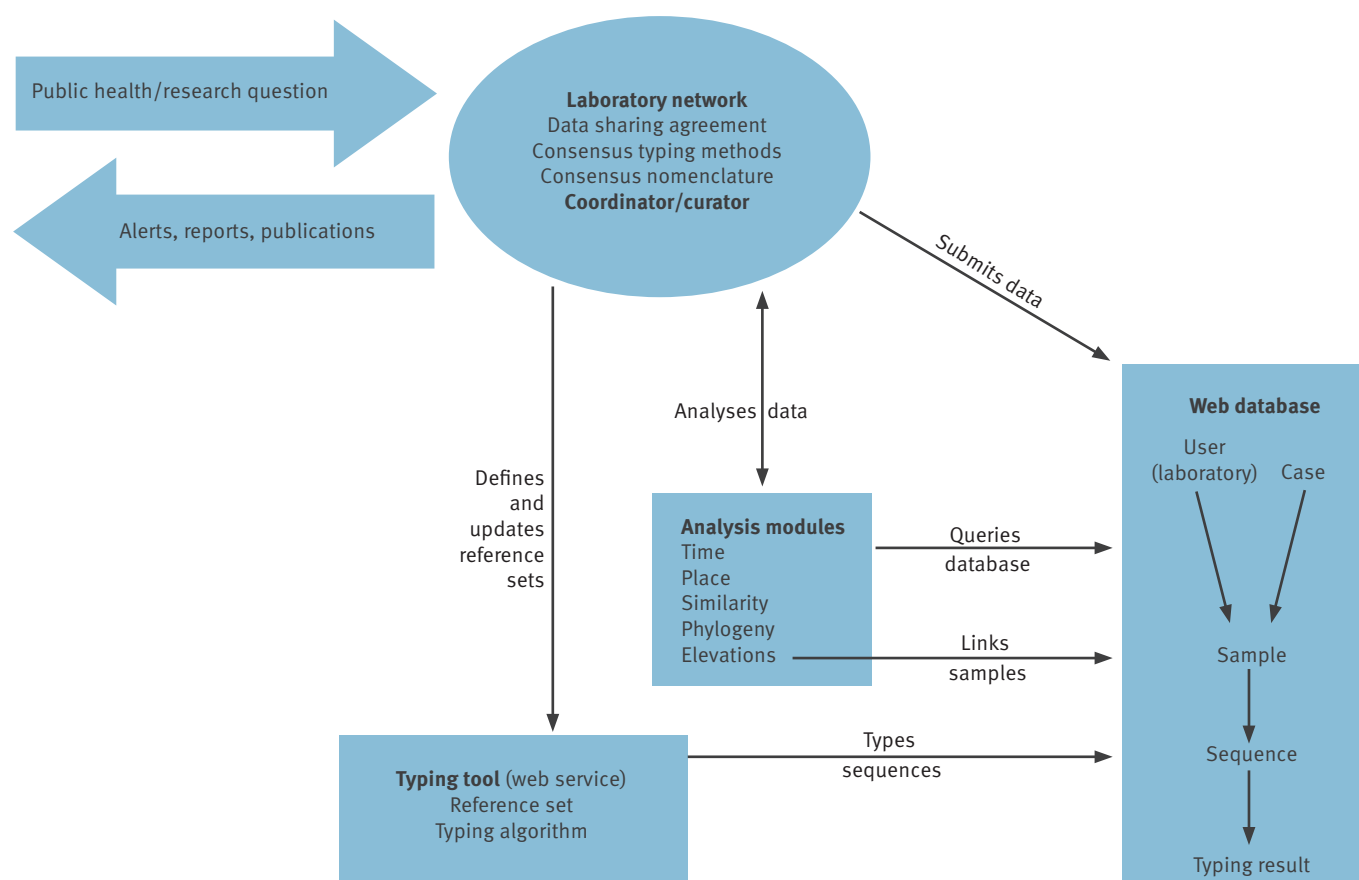 Public health/research question
Alerts, reports, publications
Laboratory network
Data sharing agreement
Consensus typing methods
Consensus nomenclature
Coordinator/curator
Submits data
Analyses data
Defines
and
updates
reference
sets
Analysis modules
Time
Place
Similarity
Phylogeny
Elevations
Queries
database
Links
samples
Typing tool (web service)
Reference set
Typing algorithm
Types
sequences
Web database
User
(laboratory)
Case
Sample
Sequence
Typing result